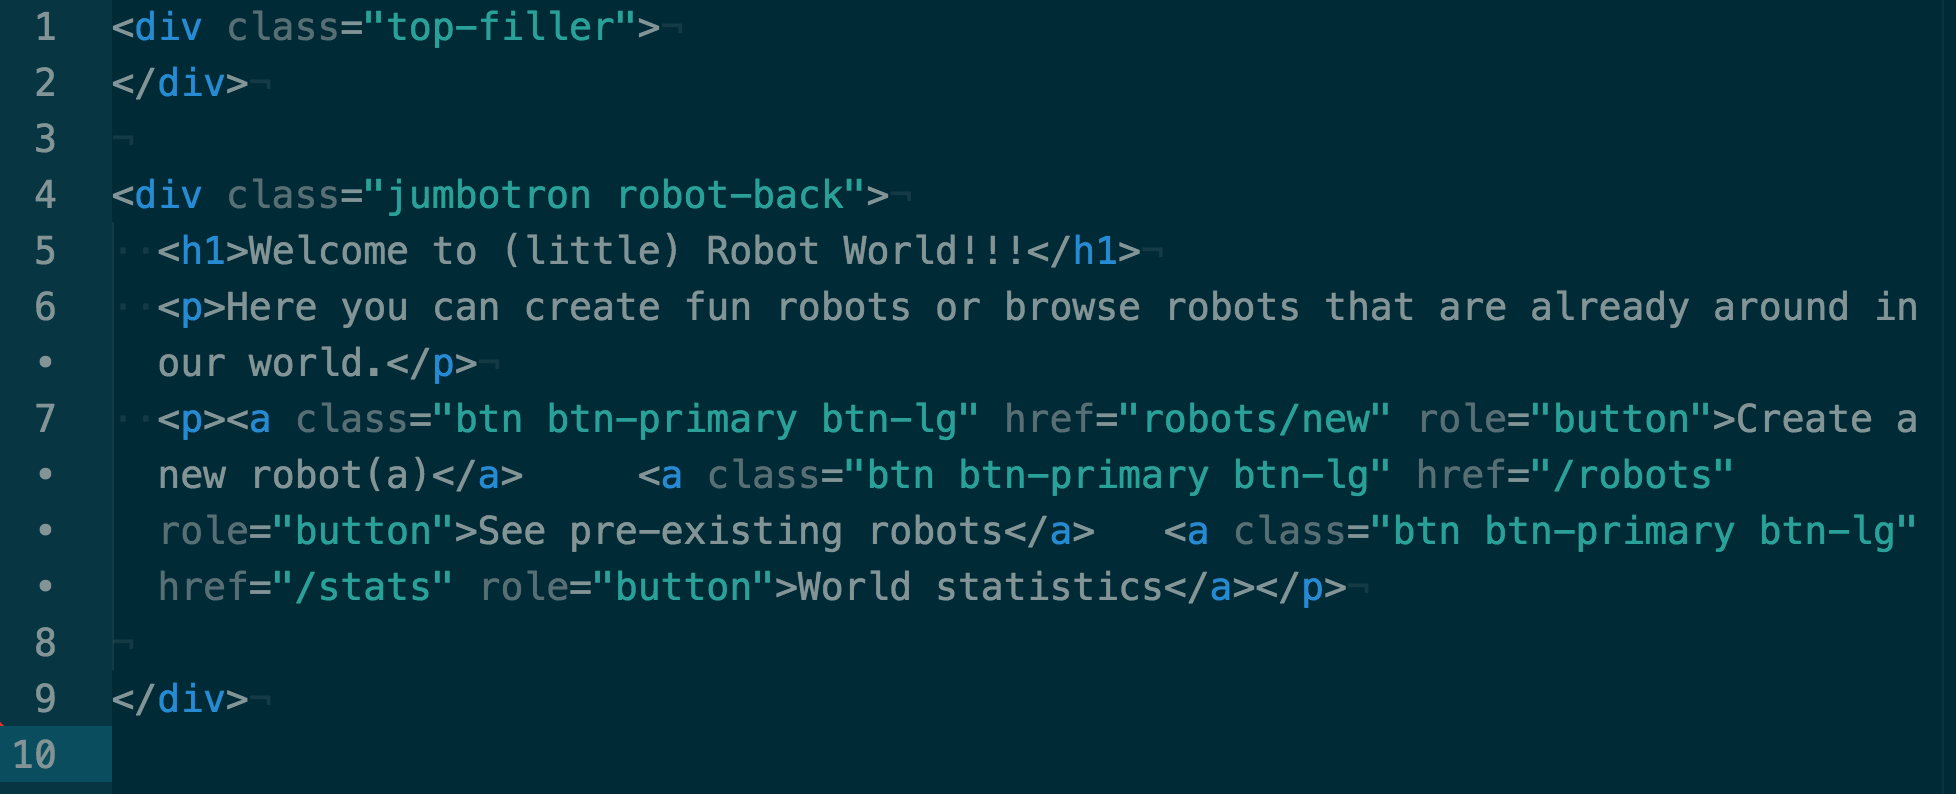 1 <div class="top-filler">¬
2 </div>¬
3 ¬
4 <div class="jumbotron robot-back">¬
5 ··<h1>Welcome to (little) Robot World!!!</h1>¬
6 ··<p>Here you can create fun robots or browse robots that are already around in
• our world.</p>¬
7 ··<p><a class="btn btn-primary btn-lg" href="robots/new" role="button">Create a
• new robot(a)</a>     <a class="btn btn-primary btn-lg" href="/robots"
• role="button">See pre-existing robots</a>   <a class="btn btn-primary btn-lg"
• href="/stats" role="button">World statistics</a></p>¬
8 ¬
9 </div>¬
10